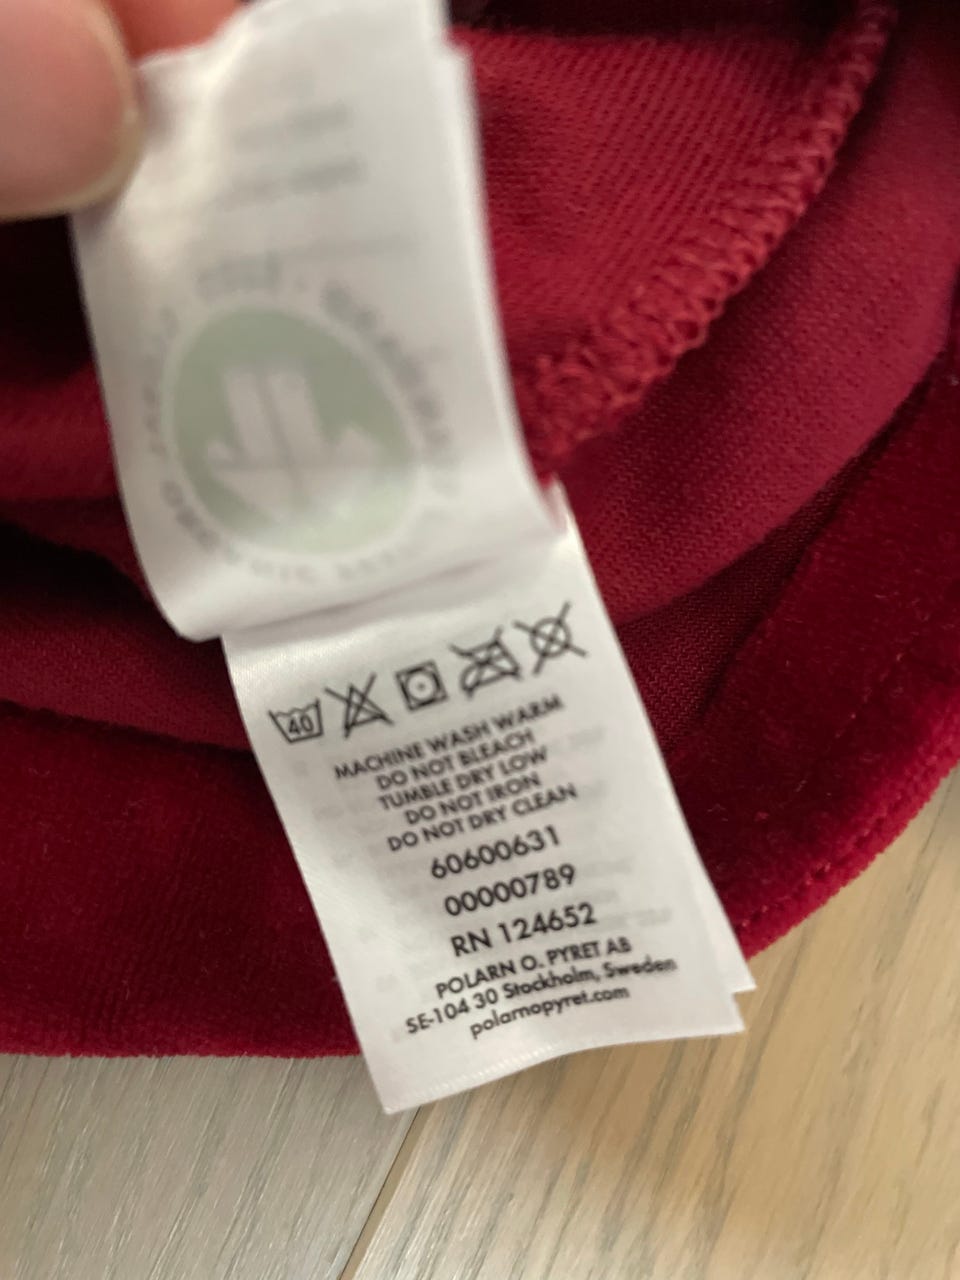 40
MACHINE WASH WARM
DO NOT BLEACH
TUMBLE DRY LOW
DO NOT IRON
DO NOT DRY CLEAN
60600631
00000789
RN 124652
POLARN O. PYRET AB
SE-104 30 Stockholm, Sweden
polarnopyret.com